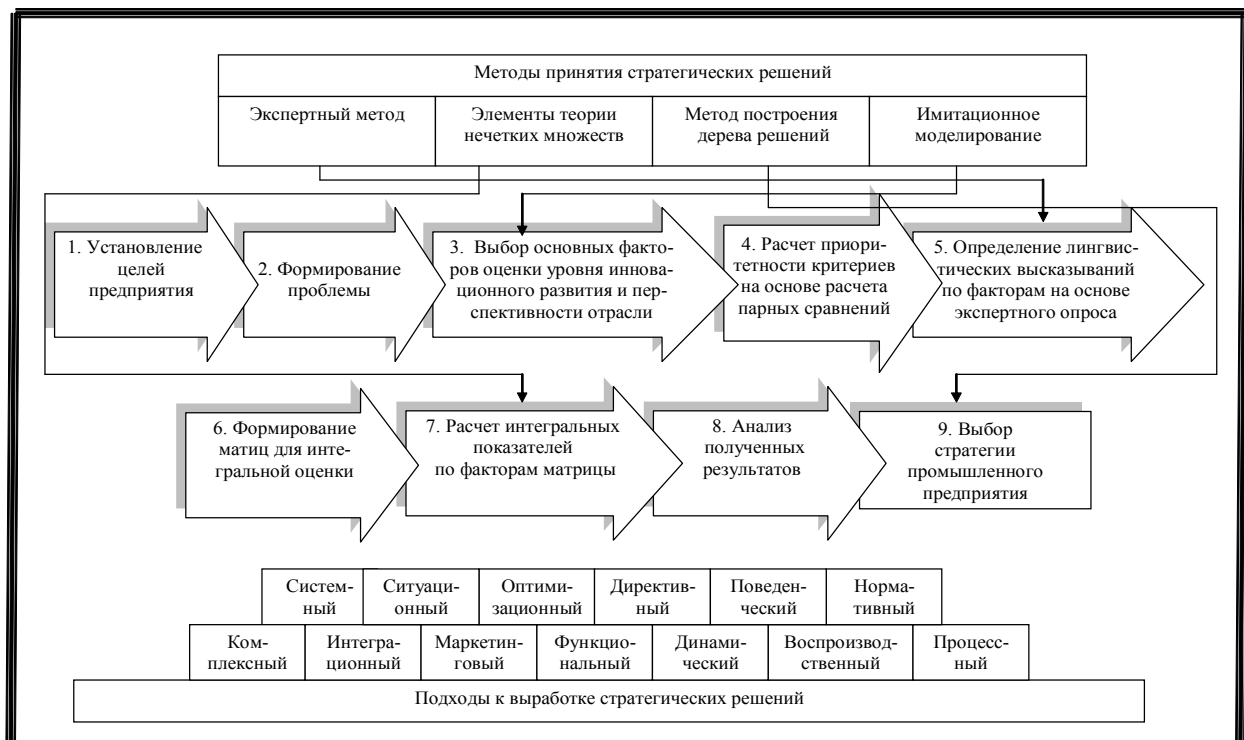 Методы принятия стратегических решений
Экспертный метод
Элементы теории
нечетких множеств
Метод построения
дерева решений
Имитационное
моделирование
1. Установление
целей
предприятия
2. Формирование
проблемы
3. Выбор основных факто-
ров оценки уровня иннова-
ационного развития и пер-
спективности отрасли
4. Расчет приори-
тетности критериев
на основе расчета
парных сравнений
5. Определение лингвис-
тических высказываний
по факторам на основе
экспертного опроса
6. Формирование
матиц для инте-
гральной оценки
7. Расчет интегральных
показателей
по факторам матрицы
8. Анализ
полученных
результатов
9. Выбор
стратегии
промышленного
предприятия
Систем-
ный
Ситуаци-
онный
Оптими-
зационный
Директив-
ный
Поведен-
ческий
Норма-
тивный
Ком-
плексный
Интегра-
ционный
Маркетин-
говый
Функцио-
нальный
Динами-
ческий
Воспроизвод-
ственный
Процесс-
ный
Подходы к выработке стратегических решений